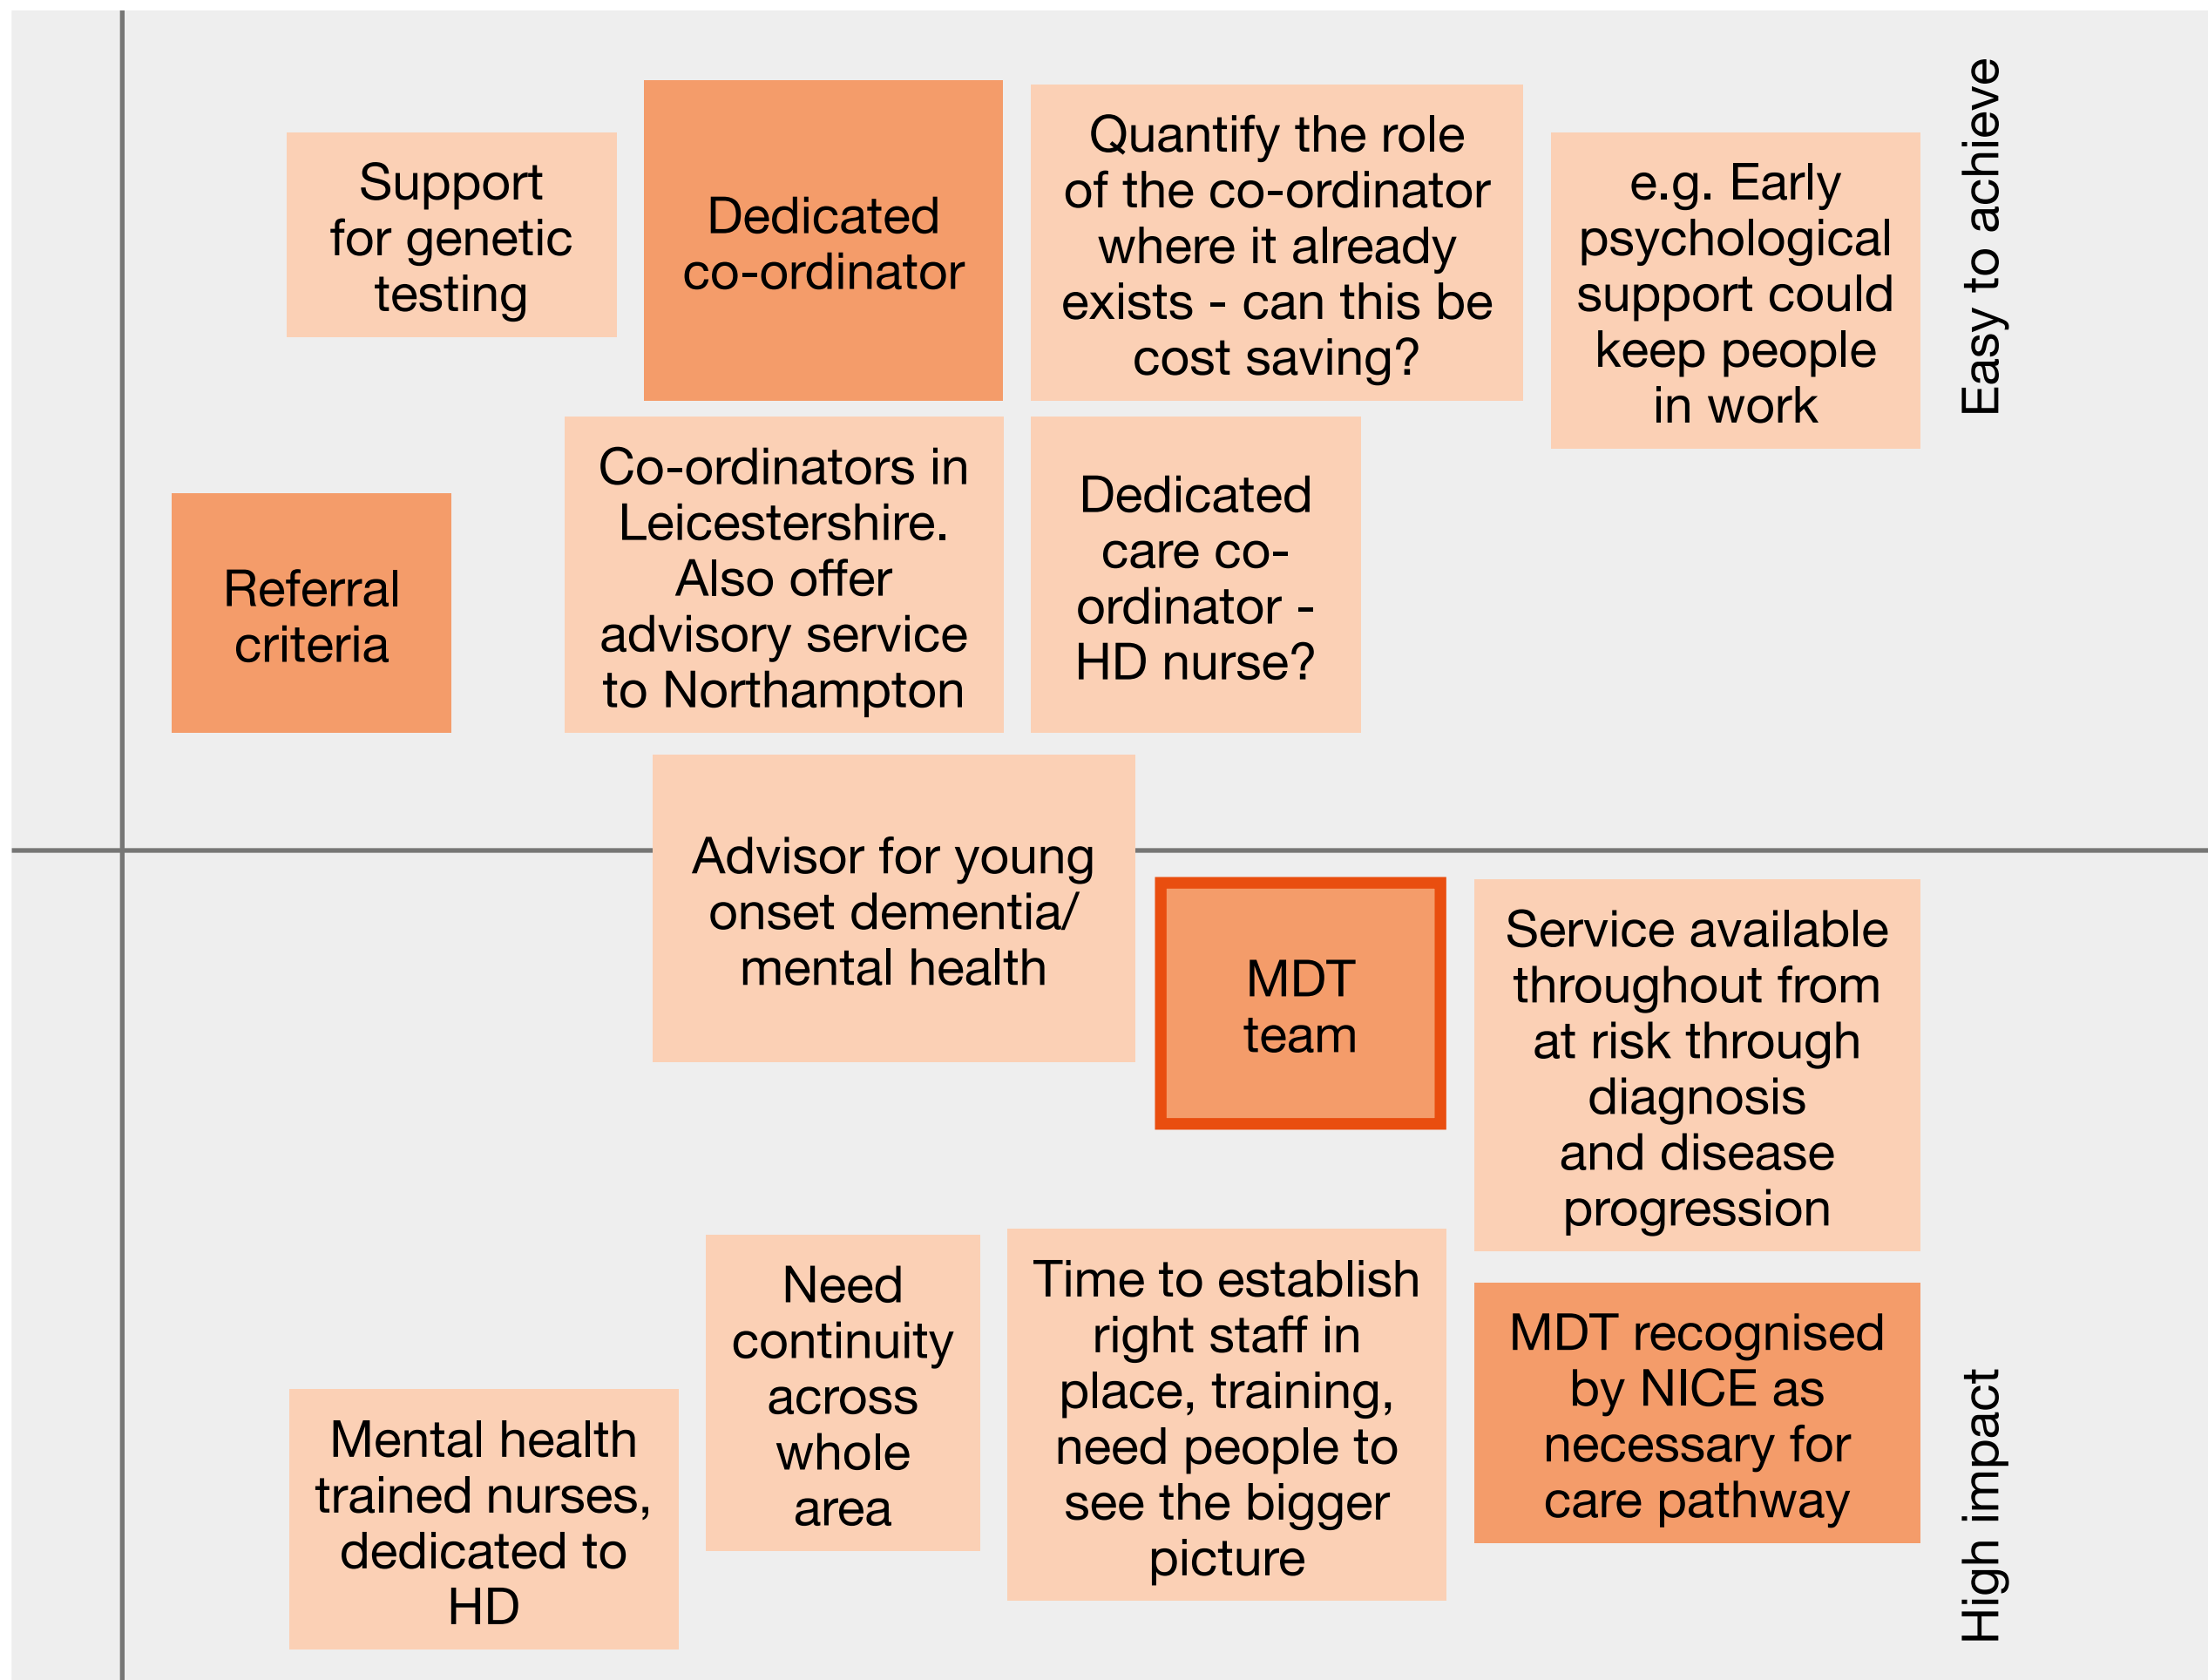 Support
for genetic
testing
Dedicated
co-ordinator
Quantify the role
of the co-ordinator
where it already
exists - can this be
cost saving?
e.g. Early
psychological
support could
keep people
in work
Easy to achieve
Referral
criteria
Co-ordinators in
Leicestershire.
Also offer
advisory service
to Northampton
Dedicated
care co-
ordinator -
HD nurse?
Advisor for young
onset dementia/
mental health
MDT
team
Service available
throughout from
at risk through
diagnosis
and disease
progression
Mental health
trained nurses,
dedicated to
HD
Need
continuity
across
whole
area
Time to establish
right staff in
place, training,
need people to
see the bigger
picture
MDT recognised
by NICE as
necessary for
care pathway
High impact